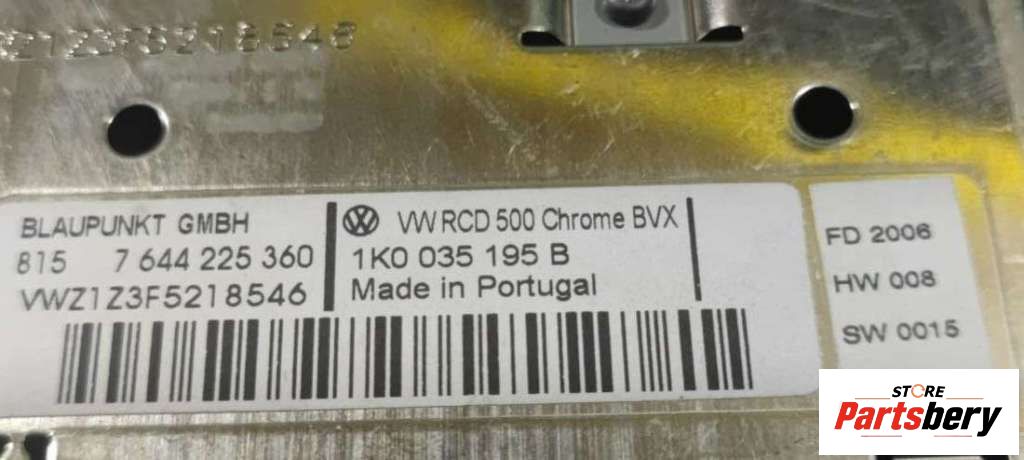 BLAUPUNKT GMBH
815 7 644 225 360
VWZ1Z3F5218546
VW RCD 500 Chrome BVX
1K0 035 195 B
Made in Portugal
FD 2006
HW 008
SW 0015
STORE
Partsbery